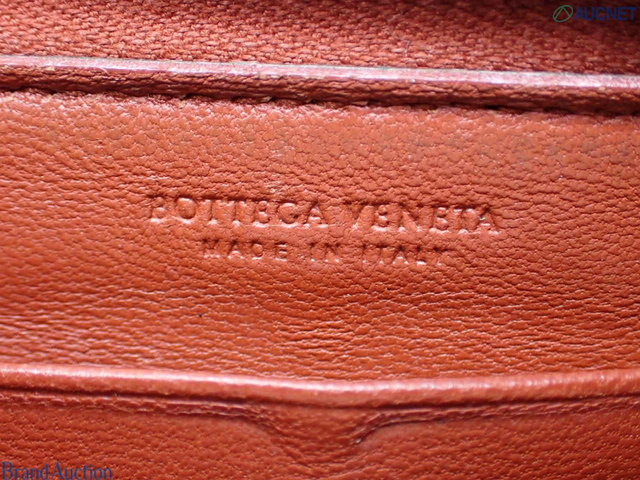 AUCNET
BOTTEGA VENETA
MADE IN ITALY
Brand Auction